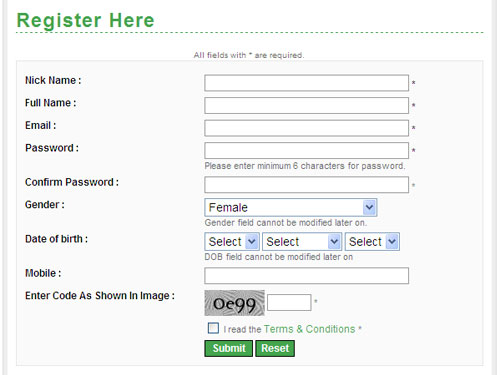 Register Here
All fields with * are required.
Nick Name : *
Full Name : *
Email : *
Password : *
Please enter minimum 6 characters for password.
Confirm Password : *
Gender : Female
Gender field cannot be modified later on.
Date of birth : Select Select Select
DOB field cannot be modified later on
Mobile :
Enter Code As Shown In Image : Oe99 *
I read the Terms & Conditions *
Submit Reset